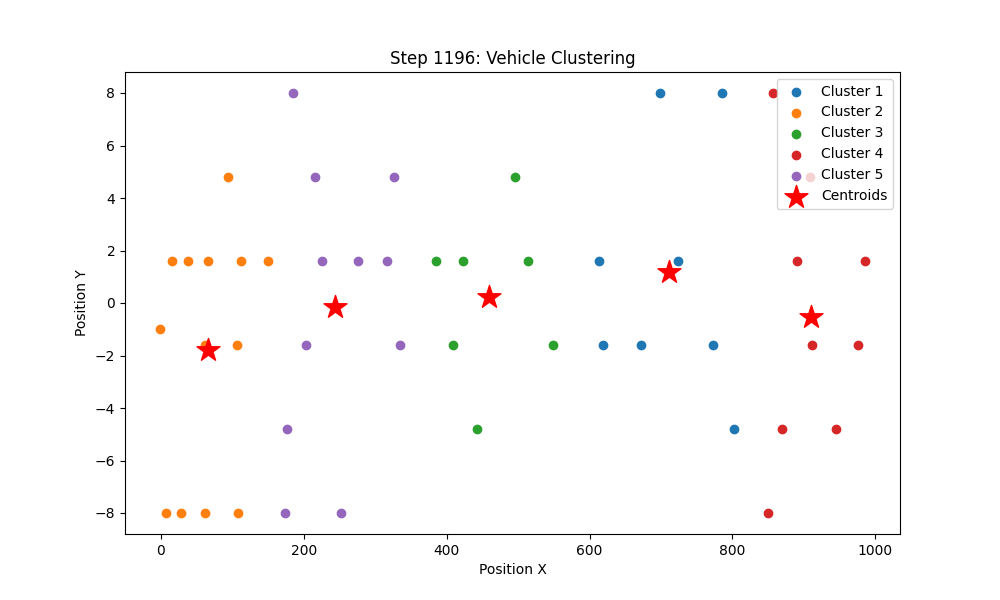 Step 1196: Vehicle Clustering
8
6
4
2
0
−2
−4
−6
−8
Position Y
Cluster 1
Cluster 2
Cluster 3
Cluster 4
Cluster 5
Centroids
0
200
400
600
800
1000
Position X